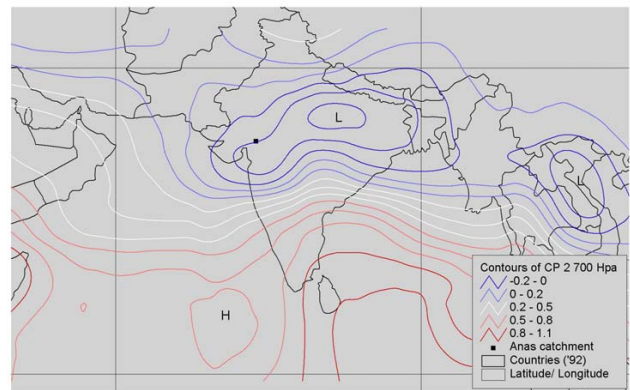 L
H
Contours of CP 2 700 Hpa
-0.2 - 0
0 - 0.2
0.2 - 0.5
0.5 - 0.8
0.8 - 1.1
Anas catchment
Countries ('92)
Latitude/ Longitude